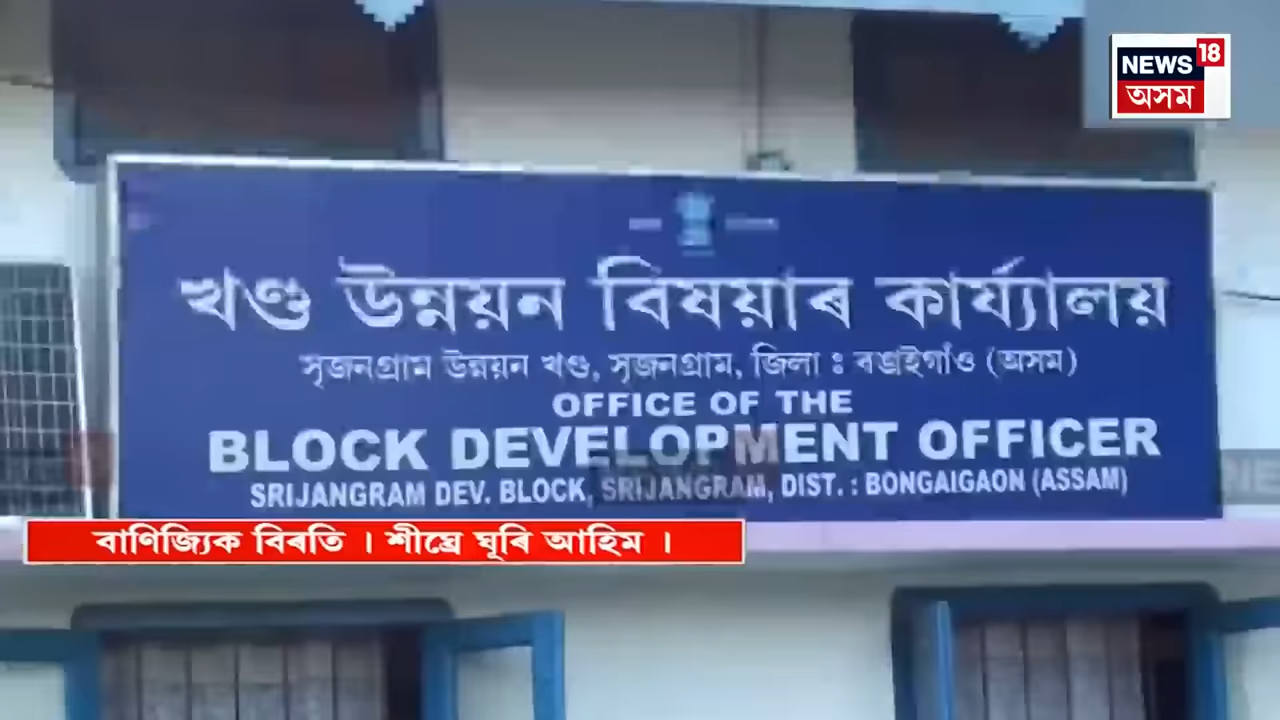 NEWS 18
অসম
খণ্ড উন্নয়ন বিষয়াৰ কাৰ্য্যালয়
সৃজনগ্ৰাম উন্নয়ন খণ্ড, সৃজনগ্ৰাম, জিলা : বঙাইগাঁও (অসম)
OFFICE OF THE
BLOCK DEVELOPMENT OFFICER
SRIJANGRAM DEV. BLOCK, SRIJANGRAM, DIST. : BONGAIGAON (ASSAM)
বাণিজ্যিক বিৰতি । শীঘ্ৰে ঘূৰি আহিম ।